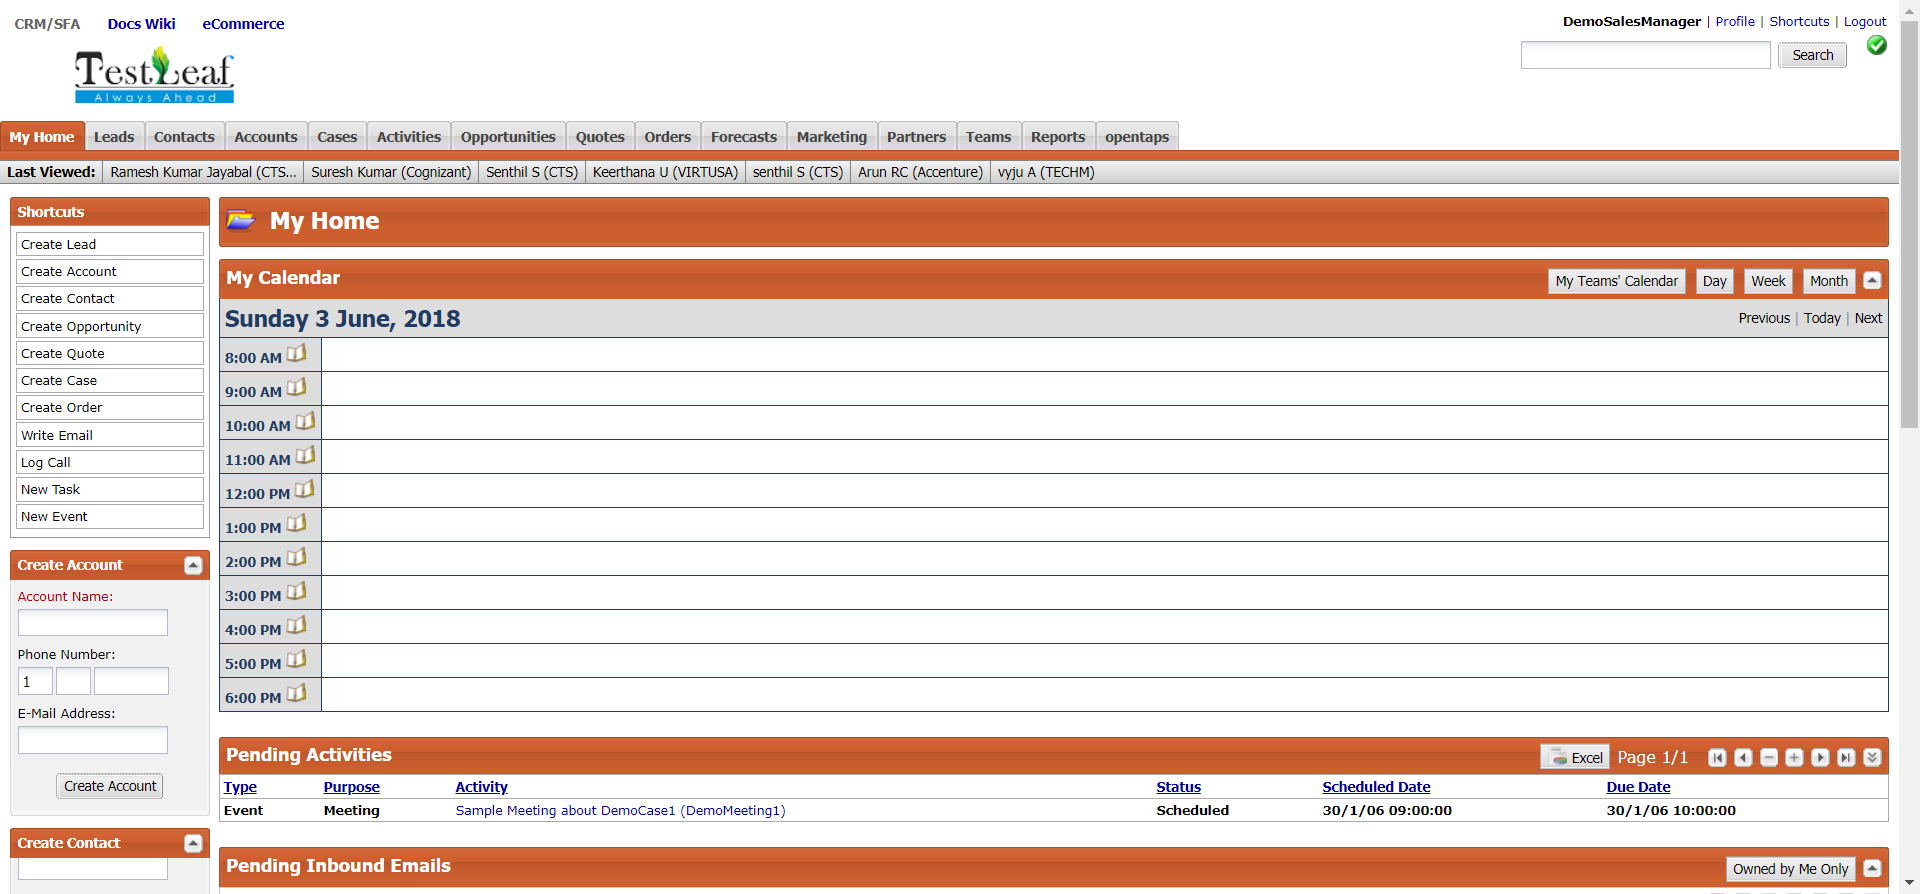 CRM/SFA Docs Wiki eCommerce
DemoSalesManager | Profile | Shortcuts | Logout
Search
TestLeaf
Always Ahead
My Home Leads Contacts Accounts Cases Activities Opportunities Quotes Orders Forecasts Marketing Partners Teams Reports opentaps
Last Viewed: Ramesh Kumar Jayabal (CTS... Suresh Kumar (Cognizant) Senthil S (CTS) Keerthana U (VIRTUSA) senthil S (CTS) Arun RC (Accenture) vyju A (TECHM)
Shortcuts
Create Lead
Create Account
Create Contact
Create Opportunity
Create Quote
Create Case
Create Order
Write Email
Log Call
New Task
New Event
Create Account
Account Name:
Phone Number:
1
E-Mail Address:
Create Account
Create Contact
My Home
My Calendar
My Teams' Calendar Day Week Month
Sunday 3 June, 2018
Previous | Today | Next
8:00 AM
9:00 AM
10:00 AM
11:00 AM
12:00 PM
1:00 PM
2:00 PM
3:00 PM
4:00 PM
5:00 PM
6:00 PM
Pending Activities
Excel Page 1/1
Type Purpose Activity Status Scheduled Date Due Date
Event Meeting Sample Meeting about DemoCase1 (DemoMeeting1) Scheduled 30/1/06 09:00:00 30/1/06 10:00:00
Pending Inbound Emails
Owned by Me Only